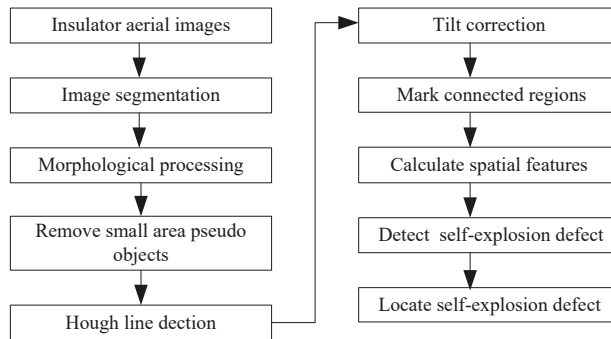 Insulator aerial images
Image segmentation
Morphological processing
Remove small area pseudo
objects
Hough line dection
Tilt correction
Mark connected regions
Calculate spatial features
Detect self-explosion defect
Locate self-explosion defect